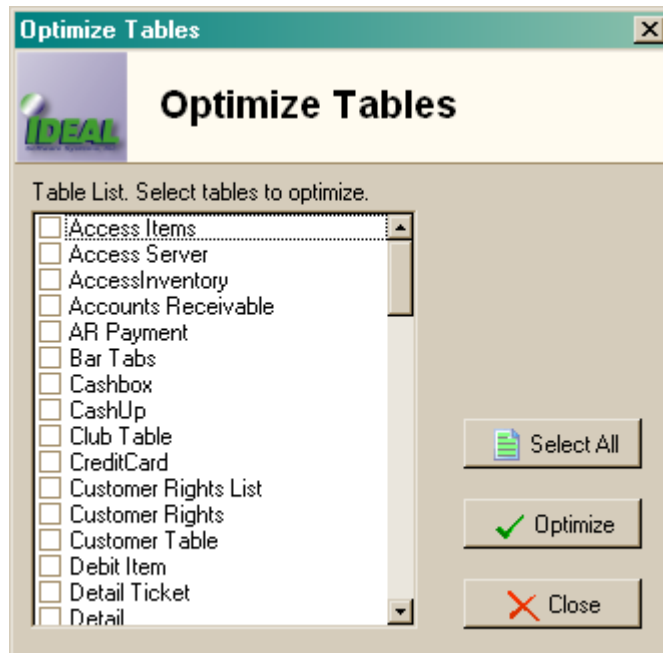 Optimize Tables
IDEAL
Optimize Tables
Table List. Select tables to optimize.
Access Items
Access Server
AccessInventory
Accounts Receivable
AR Payment
Bar Tabs
Cashbox
CashUp
Club Table
CreditCard
Customer Rights List
Customer Rights
Customer Table
Debit Item
Detail Ticket
Detail
Select All
Optimize
Close